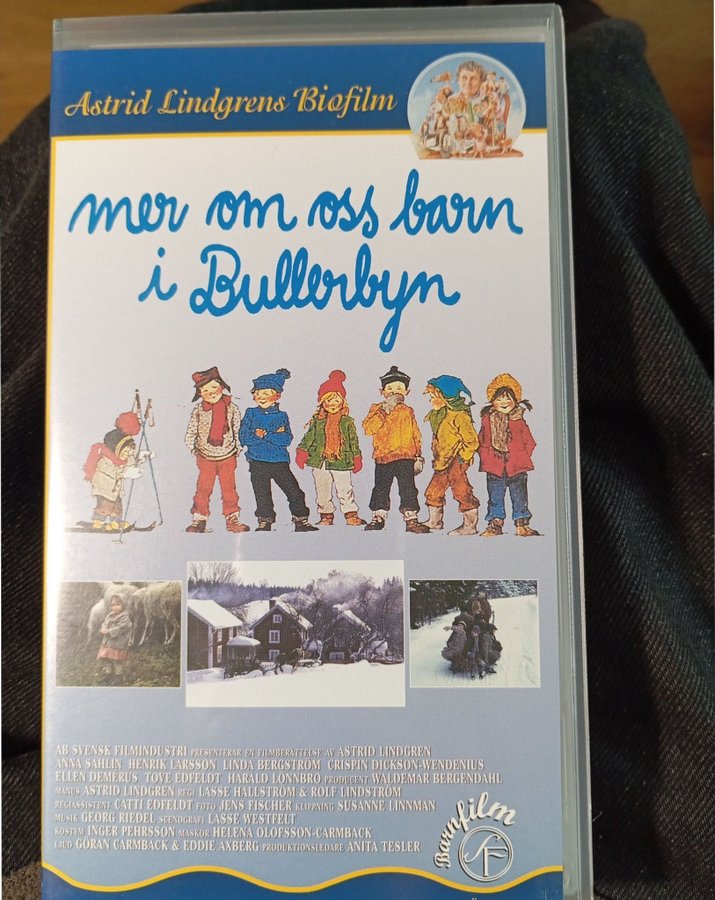 Astrid Lindgrens Biofilm
mer om oss barn
i Bullerbyn
AB SVENSK FILMINDUSTRI PRESENTERAR EN FILMBERÄTTELSE AV ASTRID LINDGREN
ANNA SAHLIN HENRIK LARSSON LINDA BERGSTRÖM CRISPIN DICKSON-WENDENIUS
ELLEN DEMÉRUS TOVE EDFELDT HARALD LÖNNBRO PRODUCENT WALDEMAR BERGENDAHL
MANUS ASTRID LINDGREN REGI LASSE HALLSTRÖM & ROLF LINDSTRÖM
REGIASSISTENT CATTI EDFELDT FOTO JENS FISCHER KLIPPNING SUSANNE LINNMAN
MUSIK GEORG RIEDEL SCENOGRAFI LASSE WESTFELT
KOSTYM INGER PEHRSSON MASKÖR HELENA OLOFSSON-CARMBACK
LJUD GÖRAN CARMBACK & EDDIE AXBERG PRODUKTIONSLEDARE ANITA TESLER
Barnfilm
SF